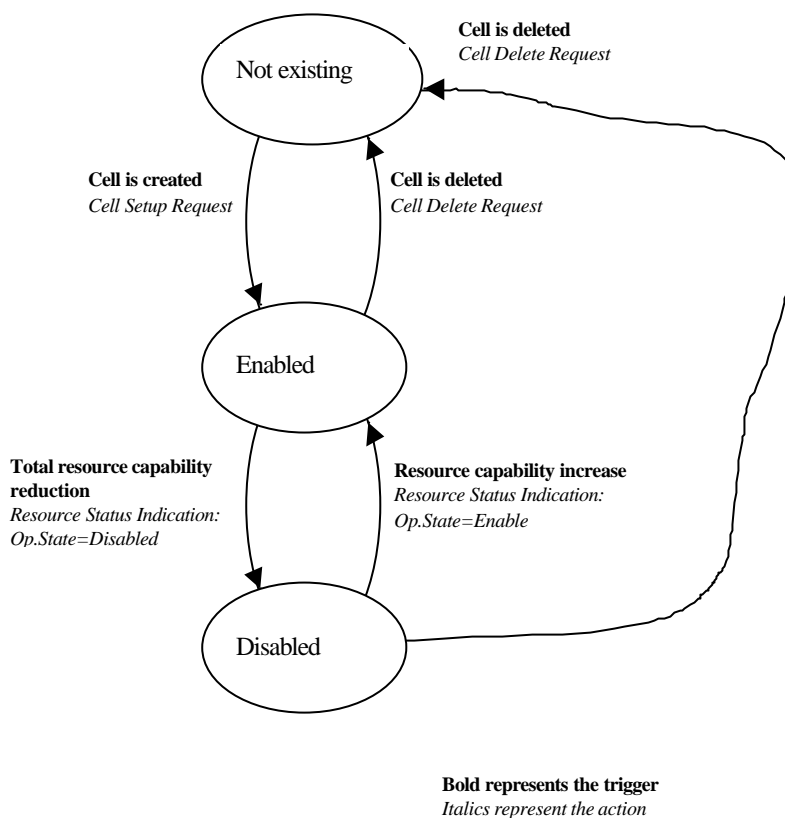 Cell is deleted
Cell Delete Request
Not existing
Cell is created
Cell Setup Request
Cell is deleted
Cell Delete Request
Enabled
Total resource capability
reduction
Resource Status Indication:
Op.State=Disabled
Resource capability increase
Resource Status Indication:
Op.State=Enable
Disabled
Bold represents the trigger
Italics represent the action